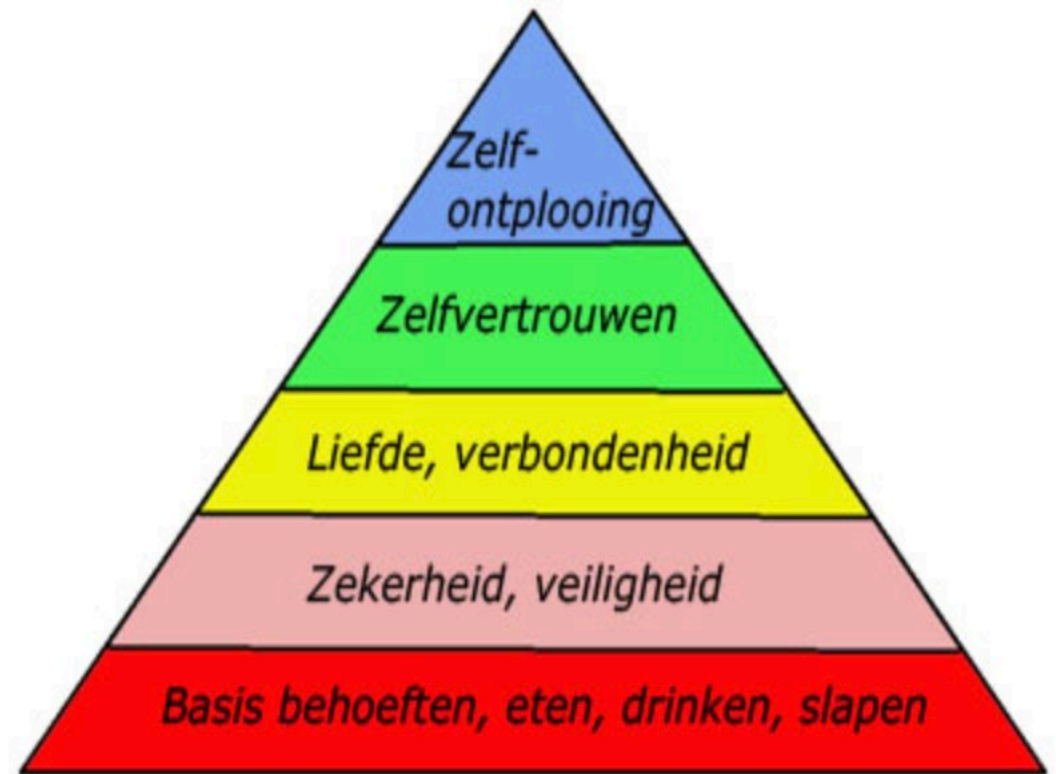 Zelf-
ontplooing
Zelfvertrouwen
Liefde, verbondenheid
Zekerheid, veiligheid
Basis behoeften, eten, drinken, slapen